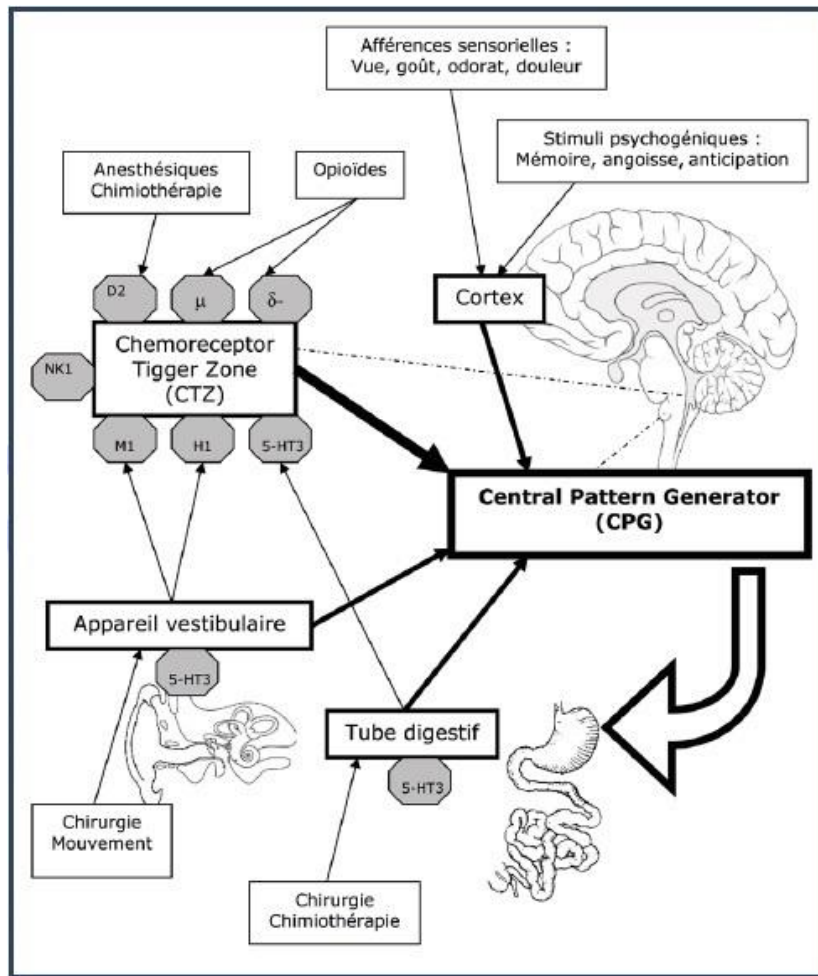 Afférences sensorielles :
Vue, goût, odorat, douleur
Stimuli psychogéniques :
Mémoire, angoisse, anticipation
Anesthésiques
Chimiothérapie
Opioïdes
D2
μ
δ-
Cortex
NK1
Chemoreceptor
Tigger Zone
(CTZ)
M1
H1
5-HT3
Central Pattern Generator
(CPG)
Appareil vestibulaire
5-HT3
Tube digestif
5-HT3
Chirurgie
Mouvement
Chirurgie
Chimiothérapie